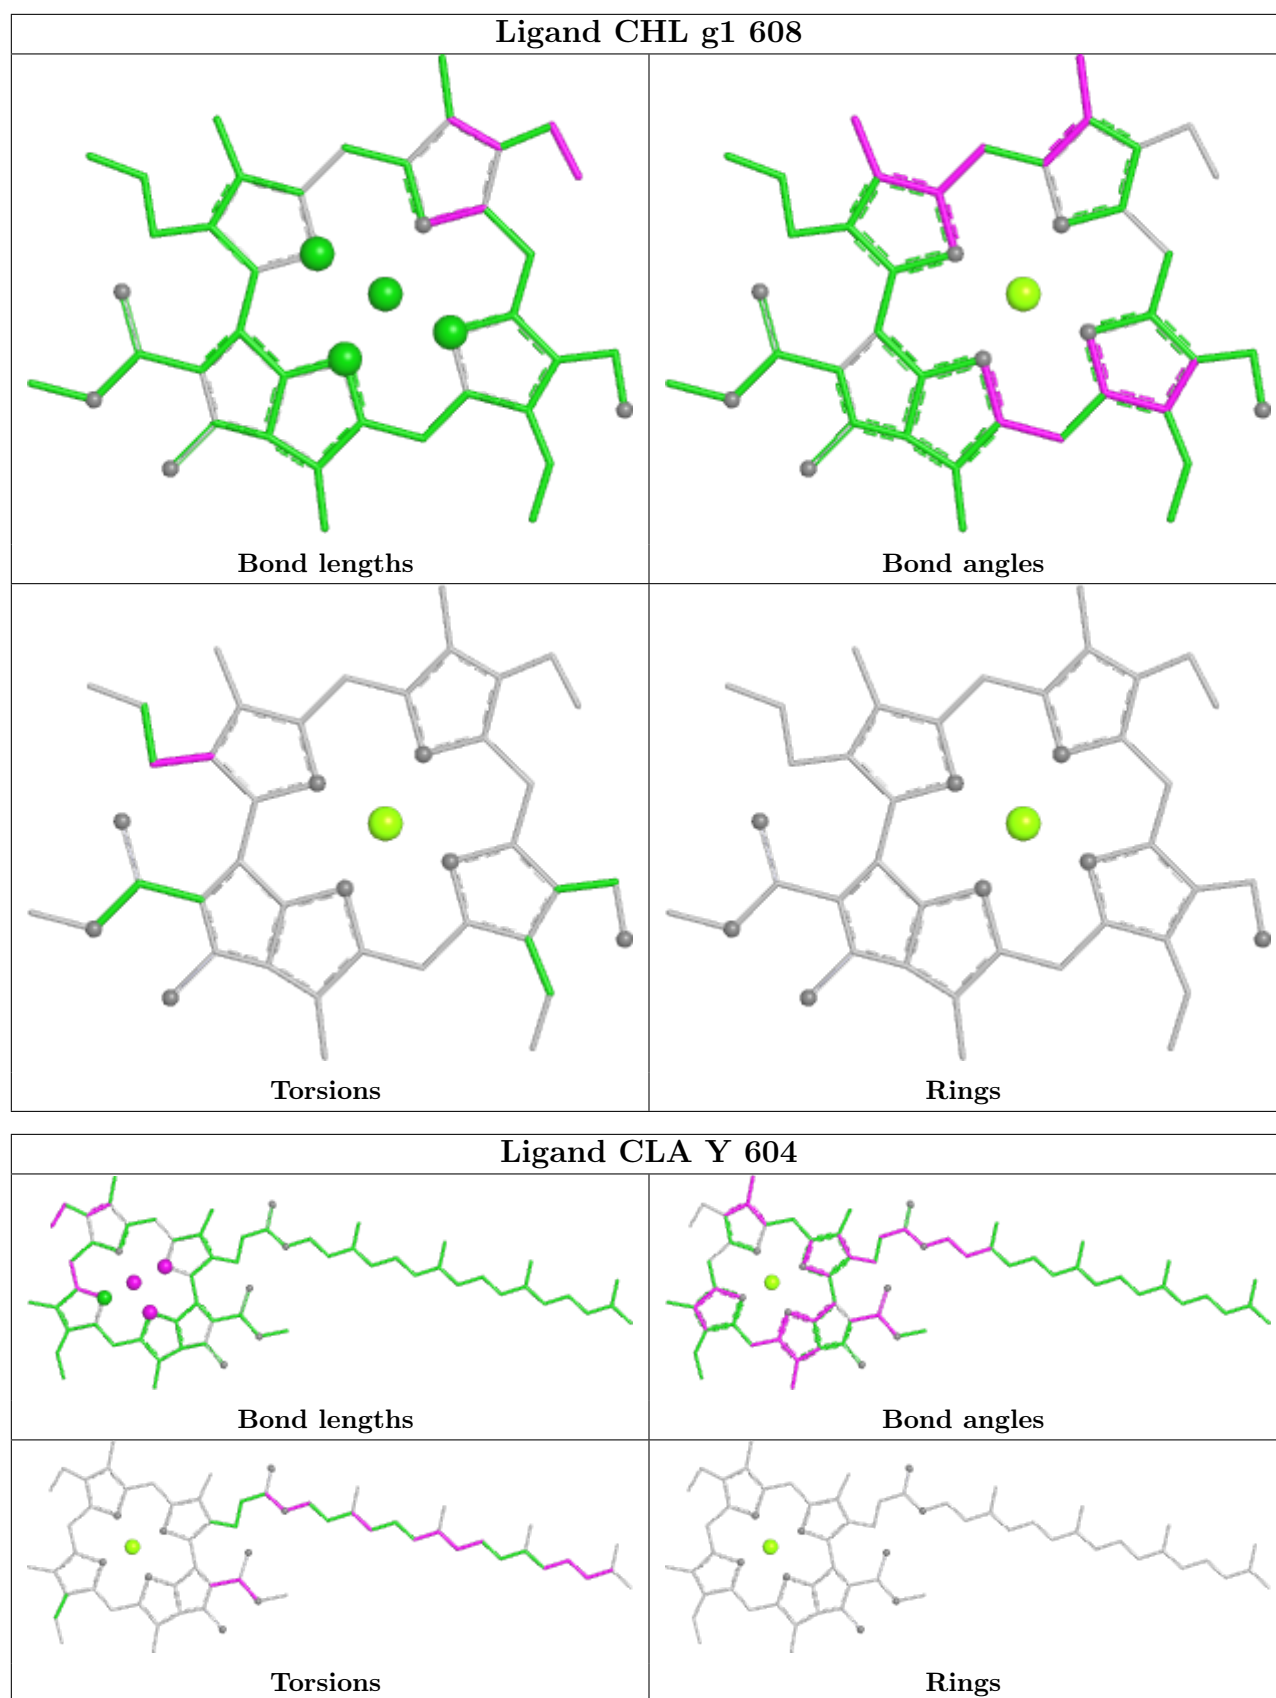 Ligand CHL g1 608
Bond lengths
Bond angles
Torsions
Rings
Ligand CLA Y 604
Bond lengths
Bond angles
Torsions
Rings